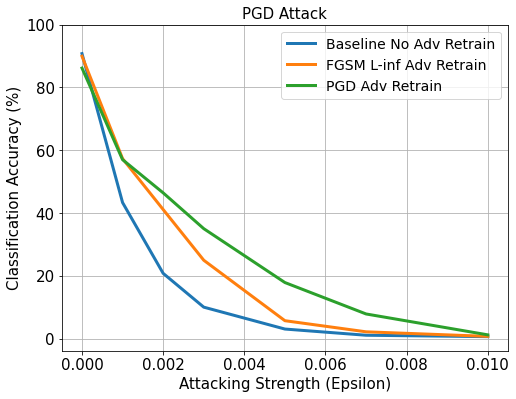 PGD Attack
Classification Accuracy (%)
100
80
60
40
20
0
Baseline No Adv Retrain
FGSM L-inf Adv Retrain
PGD Adv Retrain
0.000 0.002 0.004 0.006 0.008 0.010
Attacking Strength (Epsilon)